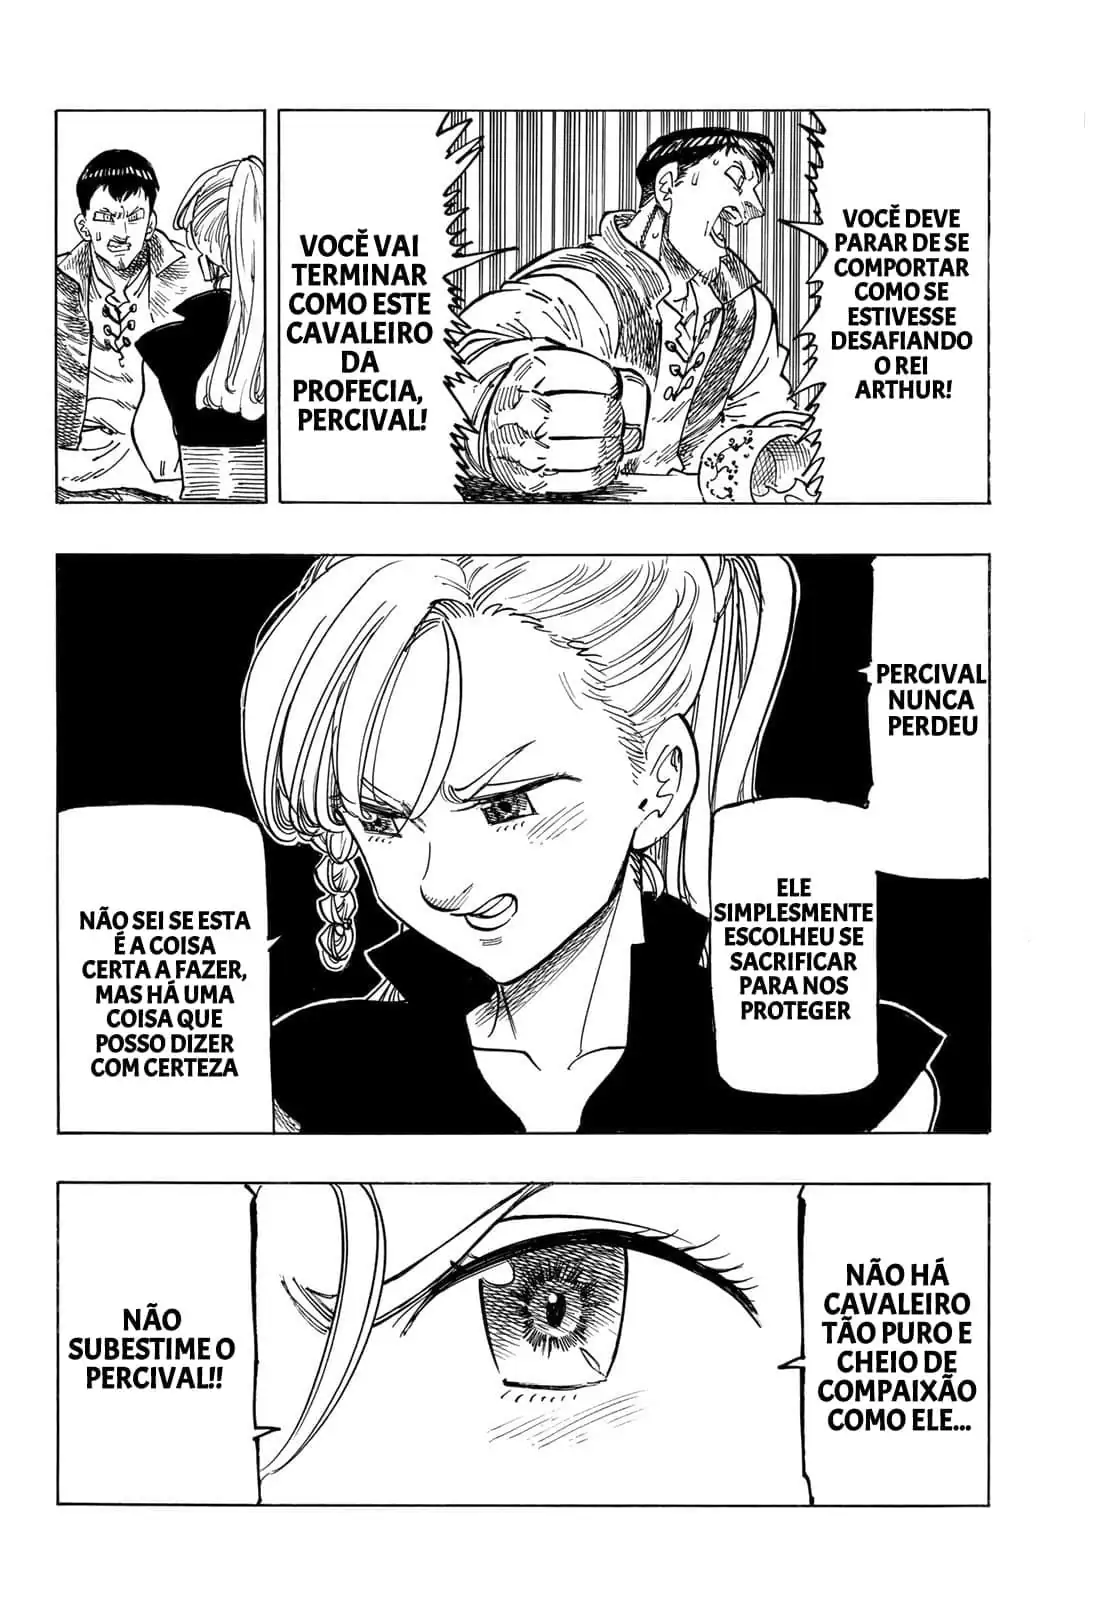 VOCÊ DEVE
PARAR DE SE
COMPORTAR
COMO SE
ESTIVESSE
DESAFIANDO
O REI
ARTHUR!
VOCÊ VAI
TERMINAR
COMO ESTE
CAVALEIRO
DA
PROFECIA,
PERCIVAL!
PERCIVAL
NUNCA
PERDEU
ELE
SIMPLESMENTE
ESCOLHEU SE
SACRIFICAR
PARA NOS
PROTEGER
NÃO SEI SE ESTA
É A COISA
CERTA A FAZER,
MAS HÁ UMA
COISA QUE
POSSO DIZER
COM CERTEZA
NÃO HÁ
CAVALEIRO
TÃO PURO E
CHEIO DE
COMPAIXÃO
COMO ELE...
NÃO
SUBESTIME O
PERCIVAL!!